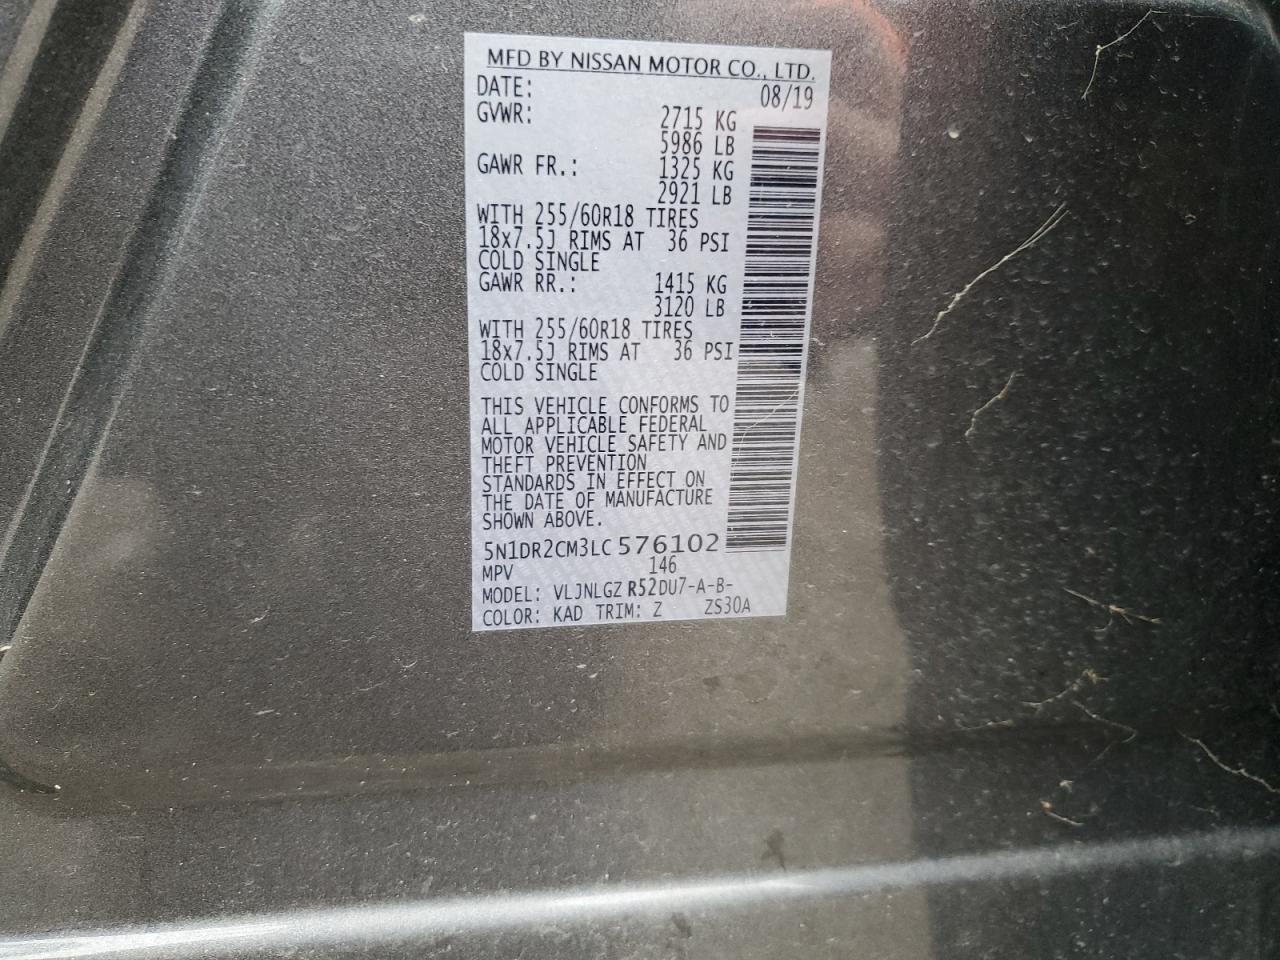 MFD BY NISSAN MOTOR CO., LTD.
DATE: 08/19
GVWR: 2715 KG
5986 LB
GAWR FR.: 1325 KG
2921 LB
WITH 255/60R18 TIRES
18x7.5J RIMS AT 36 PSI
COLD SINGLE
GAWR RR.: 1415 KG
3120 LB
WITH 255/60R18 TIRES
18x7.5J RIMS AT 36 PSI
COLD SINGLE
THIS VEHICLE CONFORMS TO
ALL APPLICABLE FEDERAL
MOTOR VEHICLE SAFETY AND
THEFT PREVENTION
STANDARDS IN EFFECT ON
THE DATE OF MANUFACTURE
SHOWN ABOVE.
5N1DR2CM3LC576102
MPV 146
MODEL: VLJNLGZ R52DU7-A-B-
COLOR: KAD TRIM: Z ZS30A